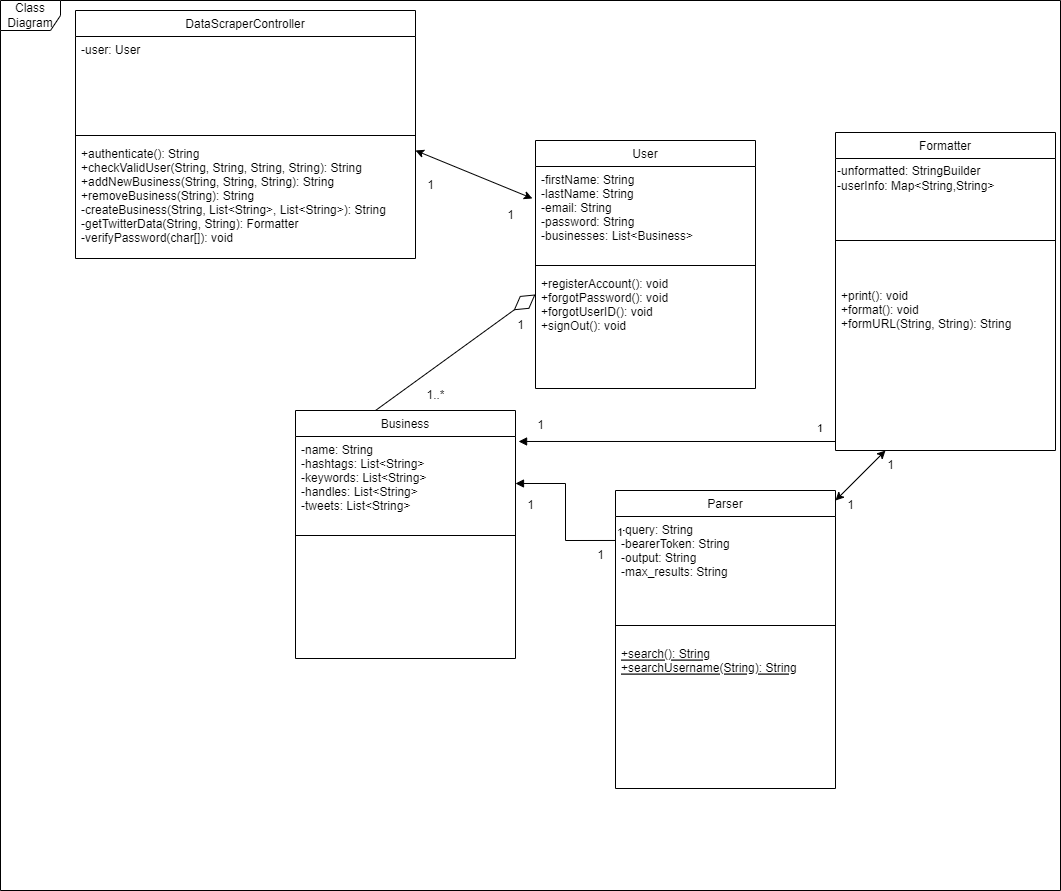 Class
Diagram
DataScraperController
-user: User
+authenticate(): String
+checkValidUser(String, String, String, String): String
+addNewBusiness(String, String, String): String
+removeBusiness(String): String
-createBusiness(String, List<String>, List<String>): String
-getTwitterData(String, String): Formatter
-verifyPassword(char[]): void
1
1
User
-firstName: String
-lastName: String
-email: String
-password: String
-businesses: List<Business>
+registerAccount(): void
+forgotPassword(): void
+forgotUserID(): void
+signOut(): void
1
1..*
Formatter
-unformatted: StringBuilder
-userInfo: Map<String,String>
+print(): void
+format(): void
+formURL(String, String): String
1
1
Business
-name: String
-hashtags: List<String>
-keywords: List<String>
-handles: List<String>
-tweets: List<String>
1
1
1
1
Parser
1
-query: String
-bearerToken: String
-output: String
-max_results: String
+search(): String
+searchUsername(String): String